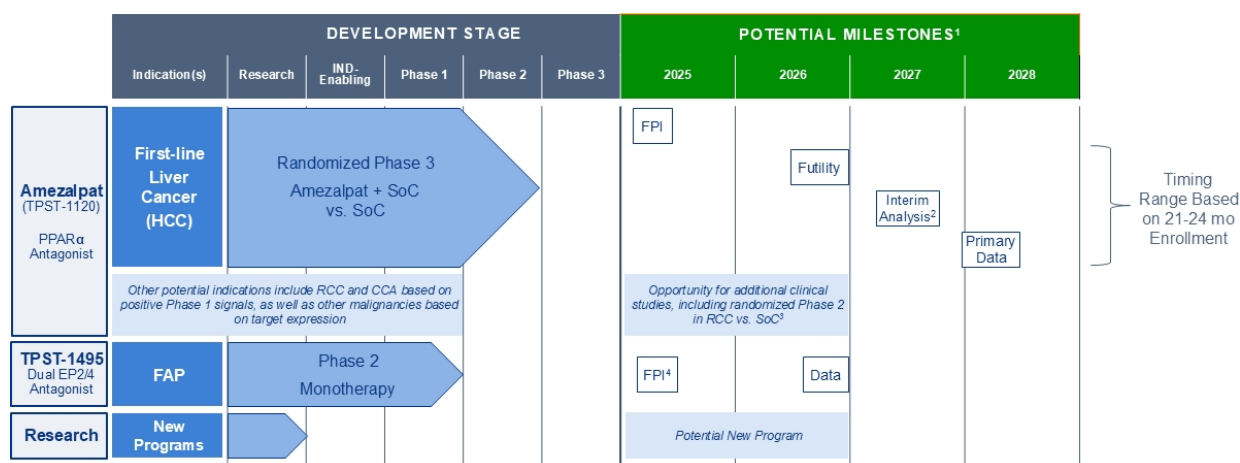 DEVELOPMENT STAGE
POTENTIAL MILESTONES¹
Indication(s)
Research
IND-
Enabling
Phase 1
Phase 2
Phase 3
2025
2026
2027
2028
Amezalpat
(TPST-1120)
PPARα
Antagonist
First-line
Liver
Cancer
(HCC)
Randomized Phase 3
Amezalpat + SoC
vs. SoC
FPI
Futility
Interim
Analysis²
Primary
Data
Timing
Range Based
on 21-24 mo
Enrollment
Other potential indications include RCC and CCA based on
positive Phase 1 signals, as well as other malignancies based
on target expression
Opportunity for additional clinical
studies, including randomized Phase 2
in RCC vs. SoC³
TPST-1495
Dual EP2/4
Antagonist
FAP
Phase 2
Monotherapy
FPI⁴
Data
Research
New
Programs
Potential New Program